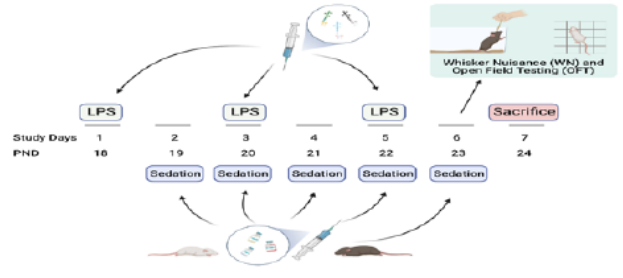 Whisker Nuisance (WN) and
Open Field Testing (OFT)
LPS LPS LPS Sacrifice
Study Days 1 2 3 4 5 6 7
PND 18 19 20 21 22 23 24
Sedation Sedation Sedation Sedation Sedation